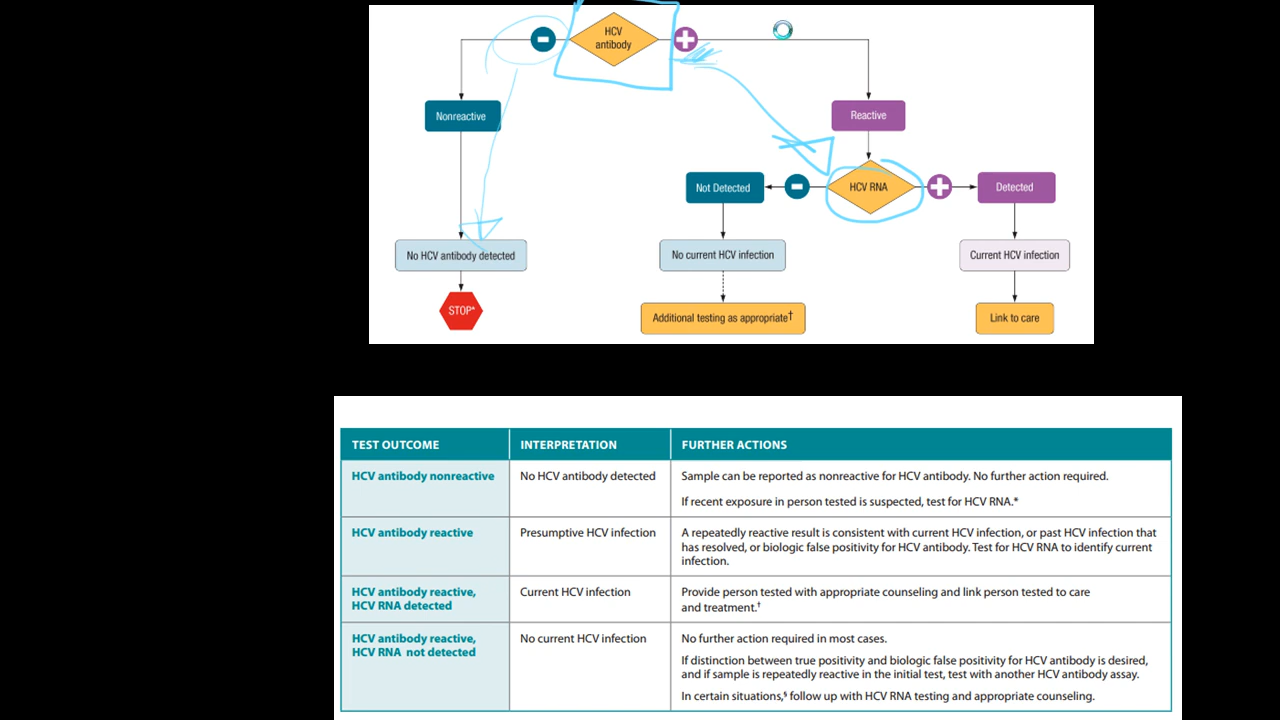 HCV
antibody
Nonreactive
Reactive
Not Detected
HCV RNA
Detected
No HCV antibody detected
No current HCV infection
Current HCV infection
STOP*
Additional testing as appropriate†
Link to care
TEST OUTCOME
INTERPRETATION
FURTHER ACTIONS
HCV antibody nonreactive
No HCV antibody detected
Sample can be reported as nonreactive for HCV antibody. No further action required.
If recent exposure in person tested is suspected, test for HCV RNA.*
HCV antibody reactive
Presumptive HCV infection
A repeatedly reactive result is consistent with current HCV infection, or past HCV infection that
has resolved, or biologic false positivity for HCV antibody. Test for HCV RNA to identify current
infection.
HCV antibody reactive,
HCV RNA detected
Current HCV infection
Provide person tested with appropriate counseling and link person tested to care
and treatment.†
HCV antibody reactive,
HCV RNA not detected
No current HCV infection
No further action required in most cases.
If distinction between true positivity and biologic false positivity for HCV antibody is desired,
and if sample is repeatedly reactive in the initial test, test with another HCV antibody assay.
In certain situations,§ follow up with HCV RNA testing and appropriate counseling.